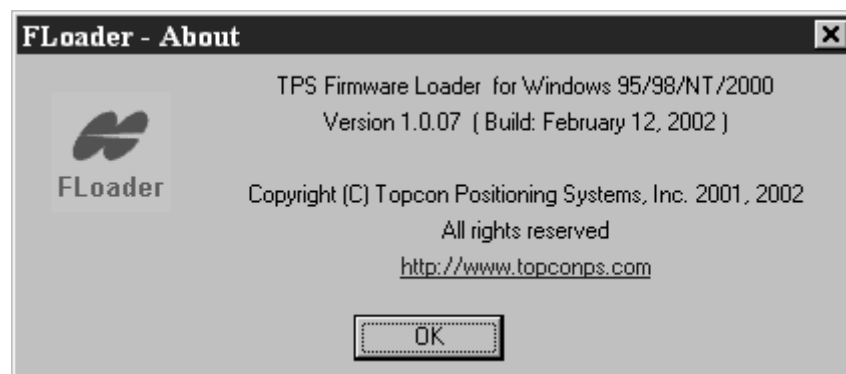 FLoader - About
TPS Firmware Loader for Windows 95/98/NT/2000
Version 1.0.07 ( Build: February 12, 2002 )
FLoader
Copyright (C) Topcon Positioning Systems, Inc. 2001, 2002
All rights reserved
http://www.topconps.com
OK